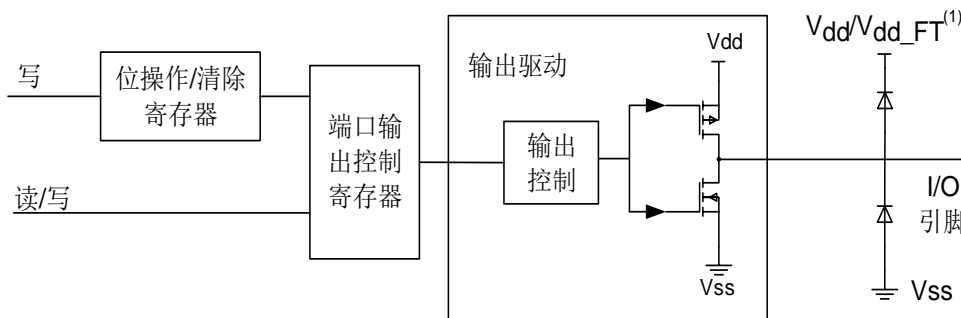 写
位操作/清除
寄存器
读/写
端口输
出控制
寄存器
输出驱动
输出
控制
Vdd
Vss
Vdd/Vdd_FT(1)
I/O
引脚
Vss